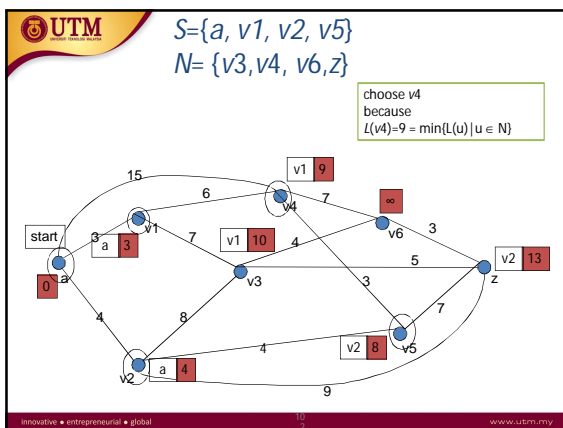 UTM
UNIVERSITI TEKNOLOGI MALAYSIA
S={a, v1, v2, v5}
N= {v3,v4, v6,z}
choose v4
because
L(v4)=9 = min{L(u)|u ∈ N}
15
v1 9
6
7
∞
v4
v6
start
3
v1
a 3
7
v1 10
4
3
0
a
v3
5
z
v2 13
3
4
8
7
4
v2 8
v5
v2
a 4
9
innovative ● entrepreneurial ● global
10
2
www.utm.my